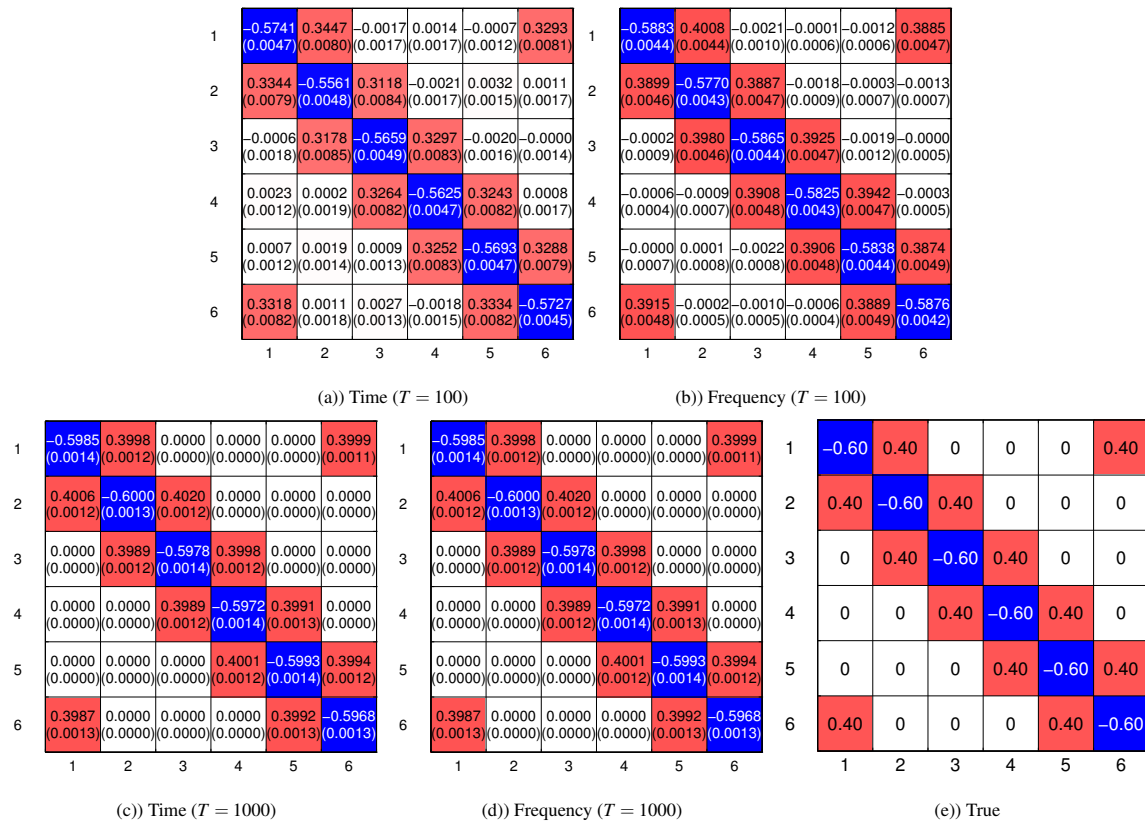 1 −0.5741 0.3447 −0.0017 0.0014 −0.0007 0.3293
(0.0047) (0.0080) (0.0017) (0.0017) (0.0012) (0.0081)
2 0.3344 −0.5561 0.3118 −0.0021 0.0032 0.0011
(0.0079) (0.0048) (0.0084) (0.0017) (0.0015) (0.0017)
3 −0.0006 0.3178 −0.5659 0.3297 −0.0020 −0.0000
(0.0018) (0.0085) (0.0049) (0.0083) (0.0016) (0.0014)
4 0.0023 0.0002 0.3264 −0.5625 0.3243 0.0008
(0.0012) (0.0019) (0.0082) (0.0047) (0.0082) (0.0017)
5 0.0007 0.0019 0.0009 0.3252 −0.5693 0.3288
(0.0012) (0.0014) (0.0013) (0.0083) (0.0047) (0.0079)
6 0.3318 0.0011 0.0027 −0.0018 0.3334 −0.5727
(0.0082) (0.0018) (0.0013) (0.0015) (0.0082) (0.0045)
1 2 3 4 5 6
(a)) Time (T = 100)
1 −0.5883 0.4008 −0.0021 −0.0001 −0.0012 0.3885
(0.0044) (0.0044) (0.0010) (0.0006) (0.0006) (0.0047)
2 0.3899 −0.5770 0.3887 −0.0018 −0.0003 −0.0013
(0.0046) (0.0043) (0.0047) (0.0009) (0.0007) (0.0007)
3 −0.0002 0.3980 −0.5865 0.3925 −0.0019 −0.0000
(0.0009) (0.0046) (0.0044) (0.0047) (0.0012) (0.0005)
4 −0.0006 −0.0009 0.3908 −0.5825 0.3942 −0.0003
(0.0004) (0.0007) (0.0048) (0.0043) (0.0047) (0.0005)
5 −0.0000 0.0001 −0.0022 0.3906 −0.5838 0.3874
(0.0007) (0.0008) (0.0008) (0.0048) (0.0044) (0.0049)
6 0.3915 −0.0002 −0.0010 −0.0006 0.3889 −0.5876
(0.0048) (0.0005) (0.0005) (0.0004) (0.0049) (0.0042)
1 2 3 4 5 6
(b)) Frequency (T = 100)
1 −0.5985 0.3998 0.0000 0.0000 0.0000 0.3999
(0.0014) (0.0012) (0.0000) (0.0000) (0.0000) (0.0011)
2 0.4006 −0.6000 0.4020 0.0000 0.0000 0.0000
(0.0012) (0.0013) (0.0012) (0.0000) (0.0000) (0.0000)
3 0.0000 0.3989 −0.5978 0.3998 0.0000 0.0000
(0.0000) (0.0012) (0.0014) (0.0012) (0.0000) (0.0000)
4 0.0000 0.0000 0.3989 −0.5972 0.3991 0.0000
(0.0000) (0.0000) (0.0012) (0.0014) (0.0013) (0.0000)
5 0.0000 0.0000 0.0000 0.4001 −0.5993 0.3994
(0.0000) (0.0000) (0.0000) (0.0012) (0.0014) (0.0012)
6 0.3987 0.0000 0.0000 0.0000 0.3992 −0.5968
(0.0013) (0.0000) (0.0000) (0.0000) (0.0013) (0.0013)
1 2 3 4 5 6
(c)) Time (T = 1000)
1 −0.5985 0.3998 0.0000 0.0000 0.0000 0.3999
(0.0014) (0.0012) (0.0000) (0.0000) (0.0000) (0.0011)
2 0.4006 −0.6000 0.4020 0.0000 0.0000 0.0000
(0.0012) (0.0013) (0.0012) (0.0000) (0.0000) (0.0000)
3 0.0000 0.3989 −0.5978 0.3998 0.0000 0.0000
(0.0000) (0.0012) (0.0014) (0.0012) (0.0000) (0.0000)
4 0.0000 0.0000 0.3989 −0.5972 0.3991 0.0000
(0.0000) (0.0000) (0.0012) (0.0014) (0.0013) (0.0000)
5 0.0000 0.0000 0.0000 0.4001 −0.5993 0.3994
(0.0000) (0.0000) (0.0000) (0.0012) (0.0014) (0.0012)
6 0.3987 0.0000 0.0000 0.0000 0.3992 −0.5968
(0.0013) (0.0000) (0.0000) (0.0000) (0.0013) (0.0013)
1 2 3 4 5 6
(d)) Frequency (T = 1000)
1 −0.60 0.40 0 0 0 0.40
2 0.40 −0.60 0.40 0 0 0
3 0 0.40 −0.60 0.40 0 0
4 0 0 0.40 −0.60 0.40 0
5 0 0 0 0.40 −0.60 0.40
6 0.40 0 0 0 0.40 −0.60
1 2 3 4 5 6
(e)) True